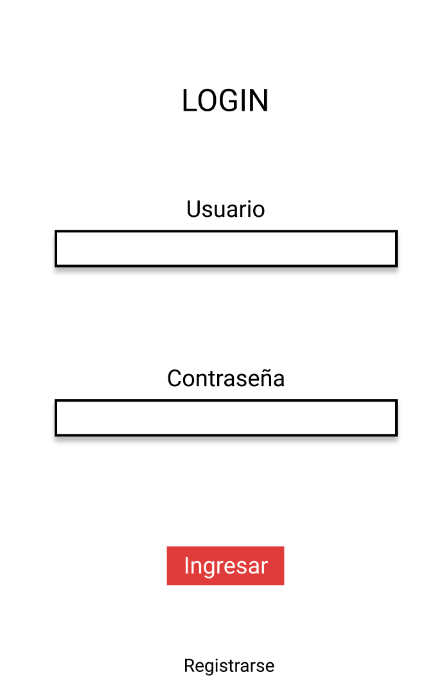 LOGIN
Usuario
Contraseña
Ingresar
Registrarse